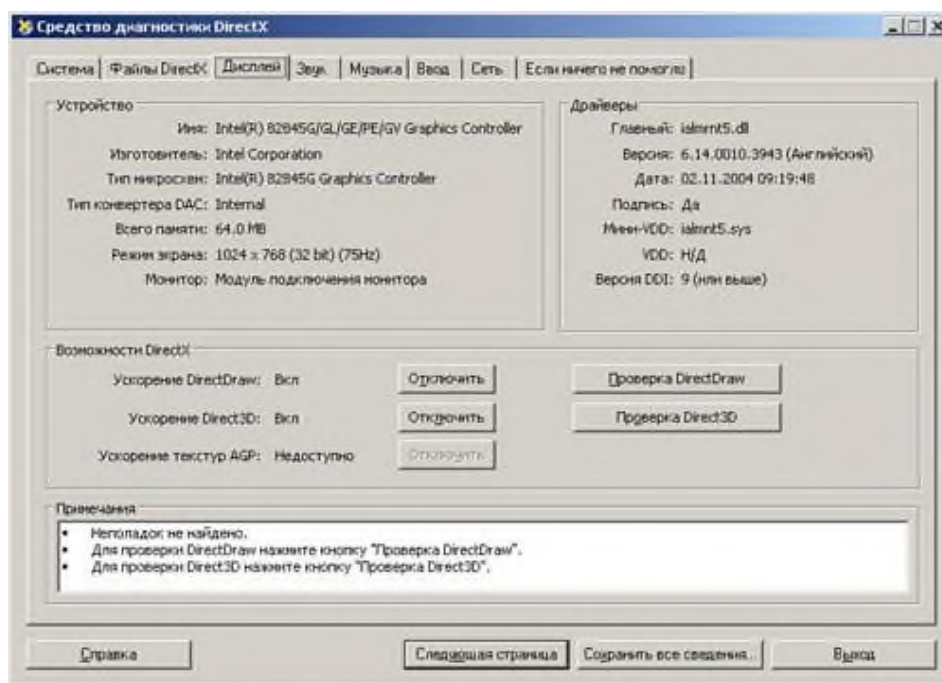 Средство диагностики DirectX
Система Файлы DirectX Дисплей Звук Музыка Ввод Сеть Если ничего не помогло
Устройство
Имя: Intel(R) 82845G/GL/GE/PE/GV Graphics Controller
Изготовитель: Intel Corporation
Тип микросхем: Intel(R) 82845G Graphics Controller
Тип конвертера DAC: Internal
Всего памяти: 64.0 MB
Режим экрана: 1024 x 768 (32 bit) (75Hz)
Монитор: Модуль подключения монитора
Драйверы
Главный: ialmrnt5.dll
Версия: 6.14.0010.3943 (Английский)
Дата: 02.11.2004 09:19:48
Подпись: Да
Мини-VDD: ialmnt5.sys
VDD: Н/Д
Версия DDI: 9 (или выше)
Возможности DirectX
Ускорение DirectDraw: Вкл Отключить Проверка DirectDraw
Ускорение Direct3D: Вкл Отключить Проверка Direct3D
Ускорение текстур AGP: Недоступно Отключить
Примечания
• Неполадок не найдено.
• Для проверки DirectDraw нажмите кнопку "Проверка DirectDraw".
• Для проверки Direct3D нажмите кнопку "Проверка Direct3D".
Справка Следующая страница Сохранить все сведения... Выход